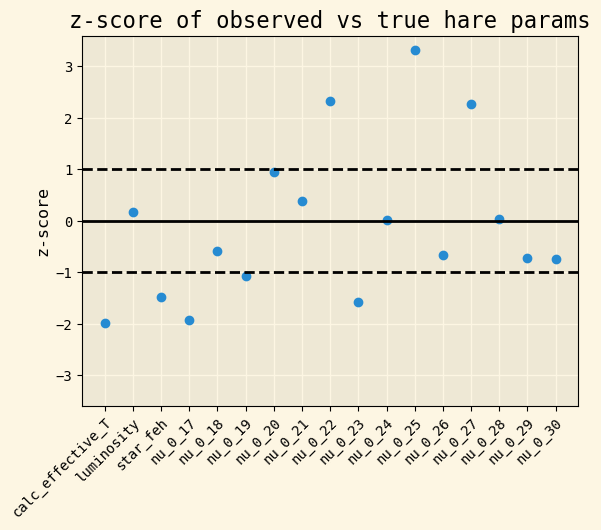 z-score of observed vs true hare params
z-score
3
2
1
0
−1
−2
−3
calc_effective_T
luminosity
star_feh
nu_0_17
nu_0_18
nu_0_19
nu_0_20
nu_0_21
nu_0_22
nu_0_23
nu_0_24
nu_0_25
nu_0_26
nu_0_27
nu_0_28
nu_0_29
nu_0_30